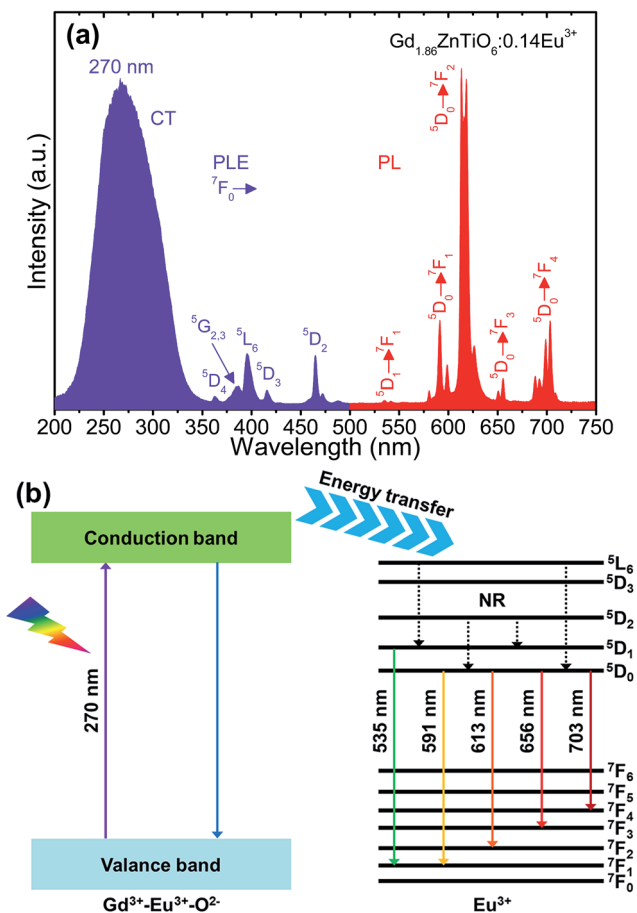 (a)
Gd1.86ZnTiO6:0.14Eu3+
270 nm
CT
PLE
7F0→
PL
5D0→7F2
5D0→7F1
5D0→7F4
5D0→7F3
5D1→7F1
5G2,3
5L6
5D2
5D4
5D3
Intensity (a.u.)
200 250 300 350 400 450 500 550 600 650 700 750
Wavelength (nm)
(b)
Energy transfer
Conduction band
5L6
5D3
NR
5D2
5D1
5D0
270 nm
535 nm
591 nm
613 nm
656 nm
703 nm
7F6
7F5
7F4
7F3
7F2
7F1
7F0
Valance band
Gd3+-Eu3+-O2-
Eu3+